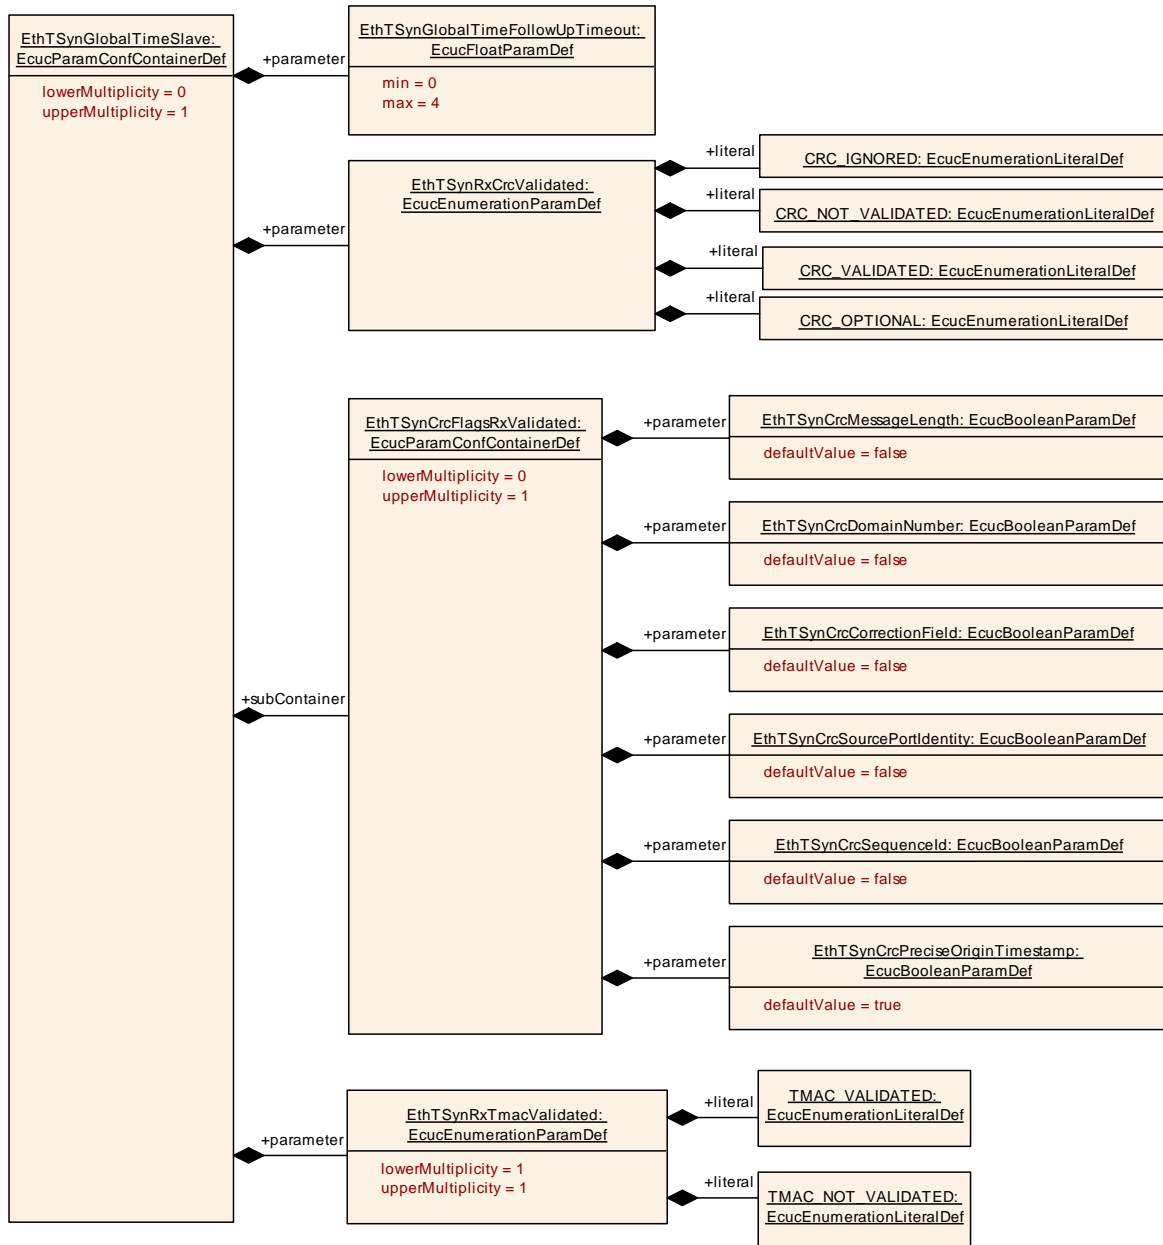 EthTSynGlobalTimeSlave:
EcucParamConfContainerDef
lowerMultiplicity = 0
upperMultiplicity = 1
+parameter
EthTSynGlobalTimeFollowUpTimeout:
EcucFloatParamDef
min = 0
max = 4
+parameter
EthTSynRxCrcValidated:
EcucEnumerationParamDef
+literal
CRC_IGNORED: EcucEnumerationLiteralDef
+literal
CRC_NOT_VALIDATED: EcucEnumerationLiteralDef
+literal
CRC_VALIDATED: EcucEnumerationLiteralDef
+literal
CRC_OPTIONAL: EcucEnumerationLiteralDef
+subContainer
EthTSynCrcFlagsRxValidated:
EcucParamConfContainerDef
lowerMultiplicity = 0
upperMultiplicity = 1
+parameter
EthTSynCrcMessageLength: EcucBooleanParamDef
defaultValue = false
+parameter
EthTSynCrcDomainNumber: EcucBooleanParamDef
defaultValue = false
+parameter
EthTSynCrcCorrectionField: EcucBooleanParamDef
defaultValue = false
+parameter
EthTSynCrcSourcePortIdentity: EcucBooleanParamDef
defaultValue = false
+parameter
EthTSynCrcSequenceId: EcucBooleanParamDef
defaultValue = false
+parameter
EthTSynCrcPreciseOriginTimestamp:
EcucBooleanParamDef
defaultValue = true
+parameter
EthTSynRxTmacValidated:
EcucEnumerationParamDef
lowerMultiplicity = 1
upperMultiplicity = 1
+literal
TMAC_VALIDATED:
EcucEnumerationLiteralDef
+literal
TMAC_NOT_VALIDATED:
EcucEnumerationLiteralDef